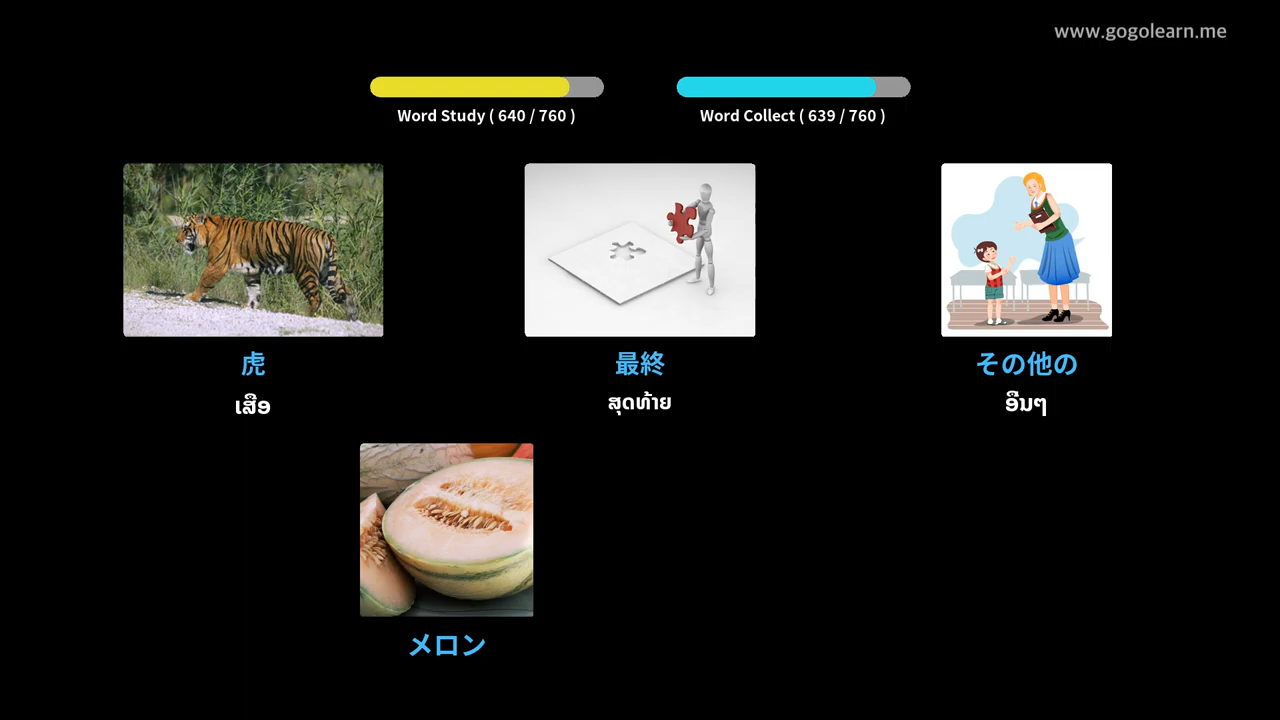 www.gogolearn.me
Word Study ( 640 / 760 )
Word Collect ( 639 / 760 )
虎
最終
その他の
ເສືອ
ສຸດທ້າຍ
ອື່ນໆ
メロン